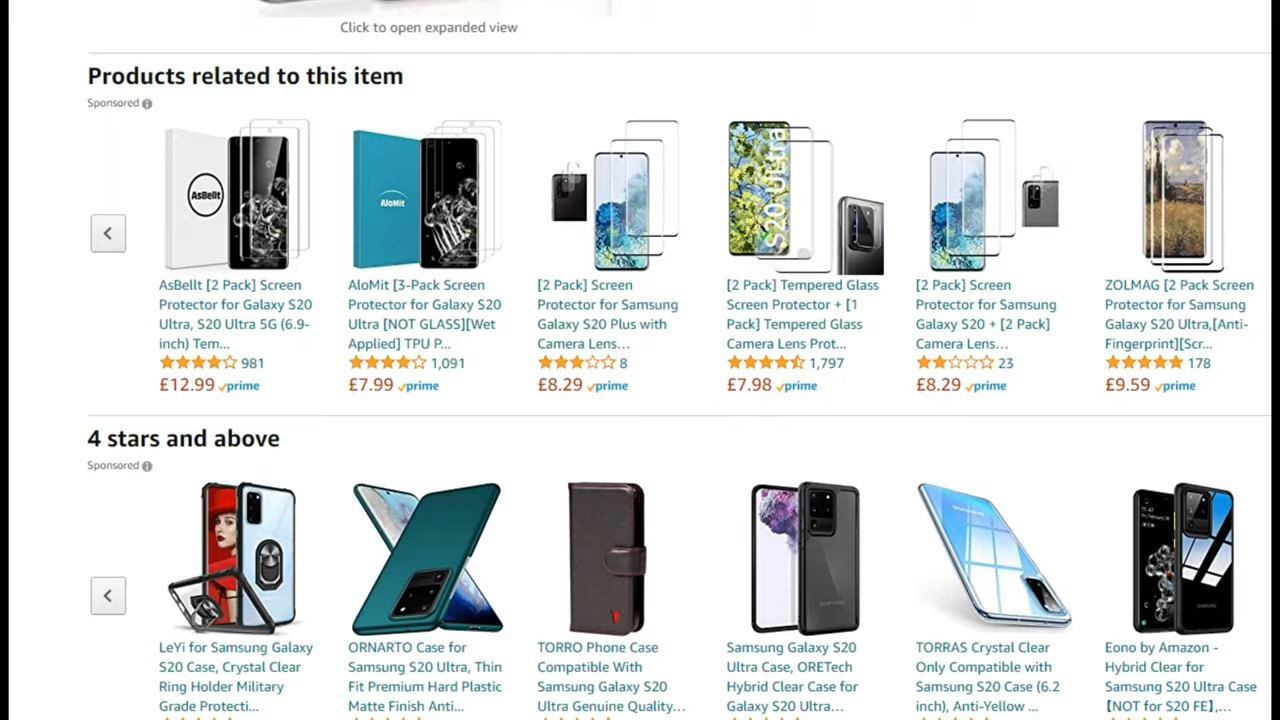 Click to open expanded view
Products related to this item
Sponsored
AsBellt
AloMit
S20 Ultra
AsBellt [2 Pack] Screen
Protector for Galaxy S20
Ultra, S20 Ultra 5G (6.9-
inch) Tem...
981
£12.99 prime
AloMit [3-Pack Screen
Protector for Galaxy S20
Ultra [NOT GLASS][Wet
Applied] TPU P...
1,091
£7.99 prime
[2 Pack] Screen
Protector for Samsung
Galaxy S20 Plus with
Camera Lens...
8
£8.29 prime
[2 Pack] Tempered Glass
Screen Protector + [1
Pack] Tempered Glass
Camera Lens Prot...
1,797
£7.98 prime
[2 Pack] Screen
Protector for Samsung
Galaxy S20 + [2 Pack]
Camera Lens...
23
£8.29 prime
ZOLMAG [2 Pack Screen
Protector for Samsung
Galaxy S20 Ultra,[Anti-
Fingerprint][Scr...
178
£9.59 prime
4 stars and above
Sponsored
SAMSUNG
SAMSUNG
LeYi for Samsung Galaxy
S20 Case, Crystal Clear
Ring Holder Military
Grade Protecti...
ORNARTO Case for
Samsung S20 Ultra, Thin
Fit Premium Hard Plastic
Matte Finish Anti...
TORRO Phone Case
Compatible With
Samsung Galaxy S20
Ultra Genuine Quality...
Samsung Galaxy S20
Ultra Case, ORETech
Hybrid Clear Case for
Galaxy S20 Ultra...
TORRAS Crystal Clear
Only Compatible with
Samsung S20 Case (6.2
inch), Anti-Yellow ...
Eono by Amazon -
Hybrid Clear for
Samsung S20 Ultra Case
【NOT for S20 FE】,...